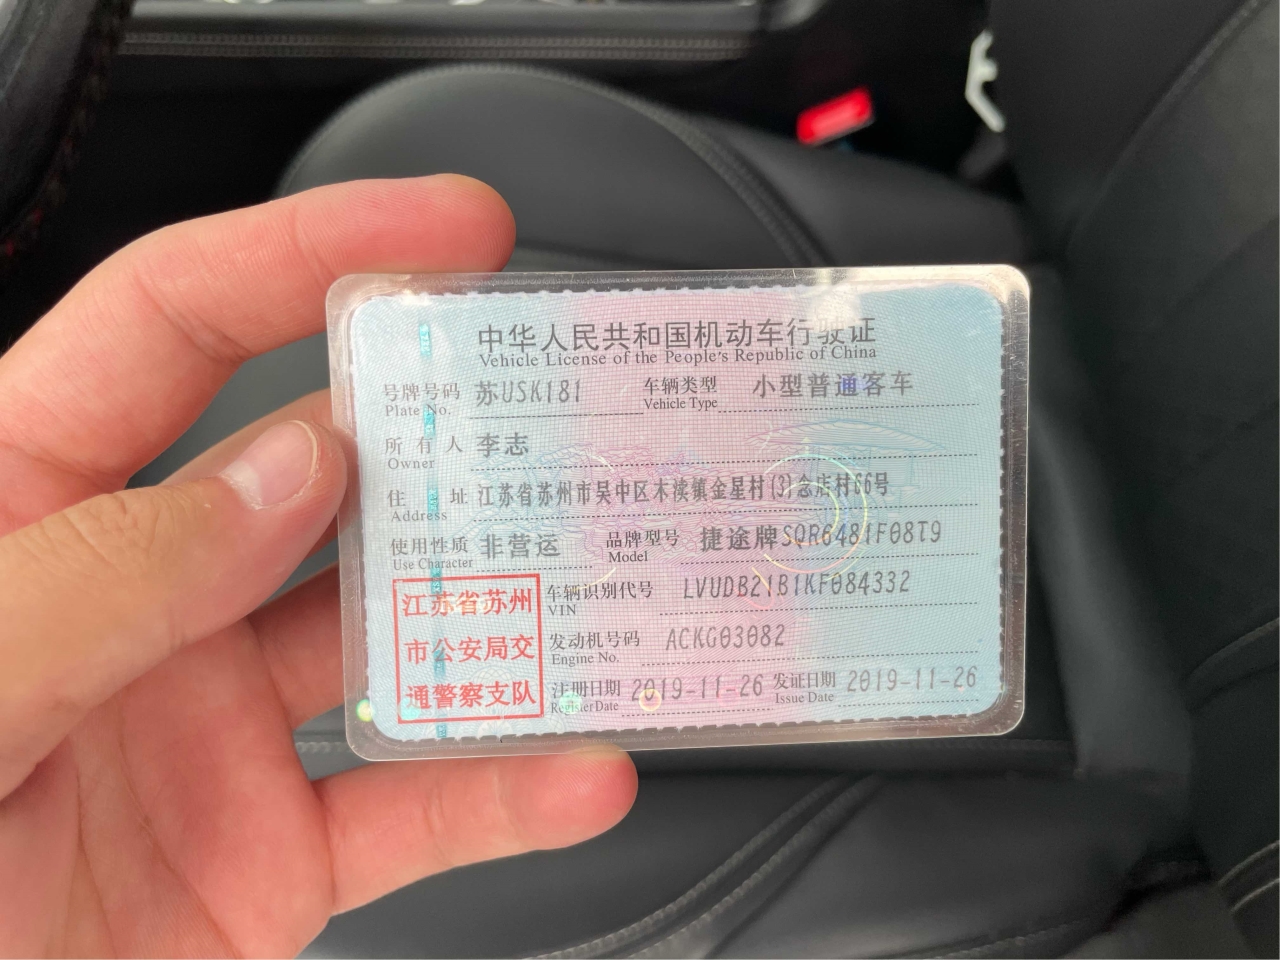 中华人民共和国机动车行驶证
Vehicle License of the People's Republic of China
号牌号码 苏USK181 车辆类型 小型普通客车
Plate No. Vehicle Type
所有人 李志
Owner
住址 江苏省苏州市吴中区木渎镇金星村(3)念店村66号
Address
使用性质 非营运 品牌型号 捷途牌SQR6481F08T9
Use Character Model
江苏省苏州
市公安局交
通警察支队
车辆识别代号 LVUDB21B1KF084332
VIN
发动机号码 ACKG03082
Engine No.
注册日期 2019-11-26 发证日期 2019-11-26
Register Date Issue Date